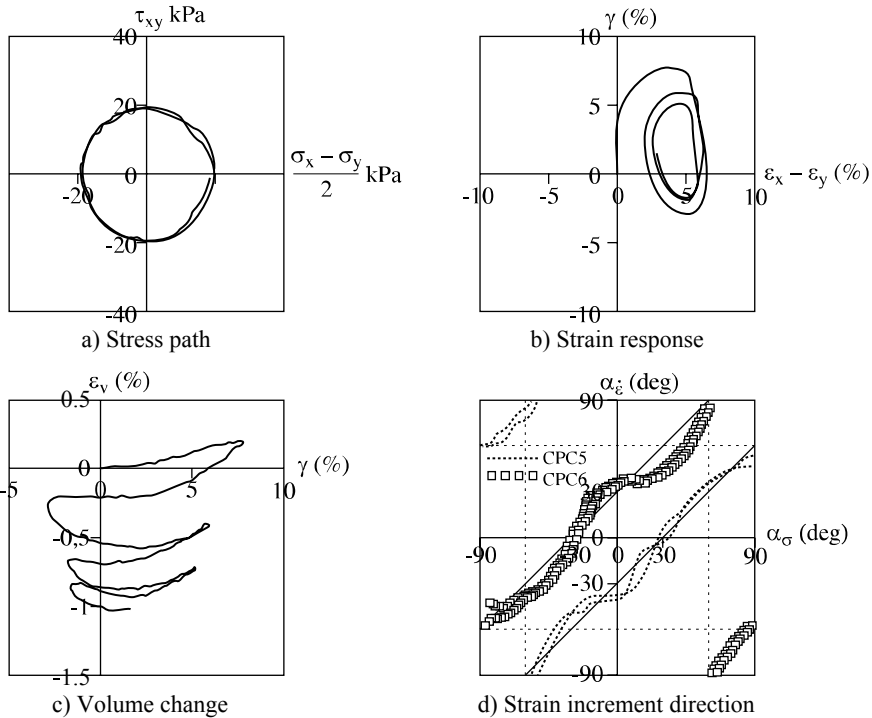 τxy kPa
40
20
-20
-20
-40
σx − σy
2
kPa
a) Stress path
γ (%)
10
5
-10
-5
0
5
10
-5
-10
εx − εy (%)
b) Strain response
εv (%)
0.5
0
-5
0
5
10
γ (%)
-0,5
-1
-1.5
c) Volume change
αε̇ (deg)
90
CPC5
CPC6
30
0
-90
-30
0
30
90
ασ (deg)
-30
-90
d) Strain increment direction